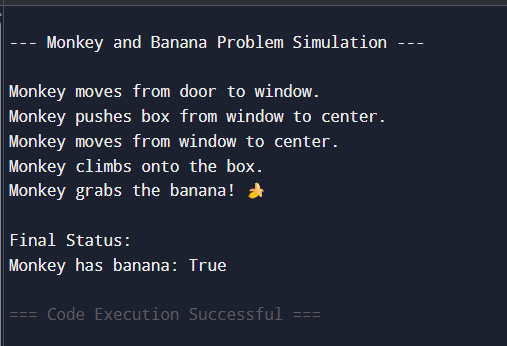 --- Monkey and Banana Problem Simulation ---
Monkey moves from door to window.
Monkey pushes box from window to center.
Monkey moves from window to center.
Monkey climbs onto the box.
Monkey grabs the banana! 🍌
Final Status:
Monkey has banana: True
=== Code Execution Successful ===